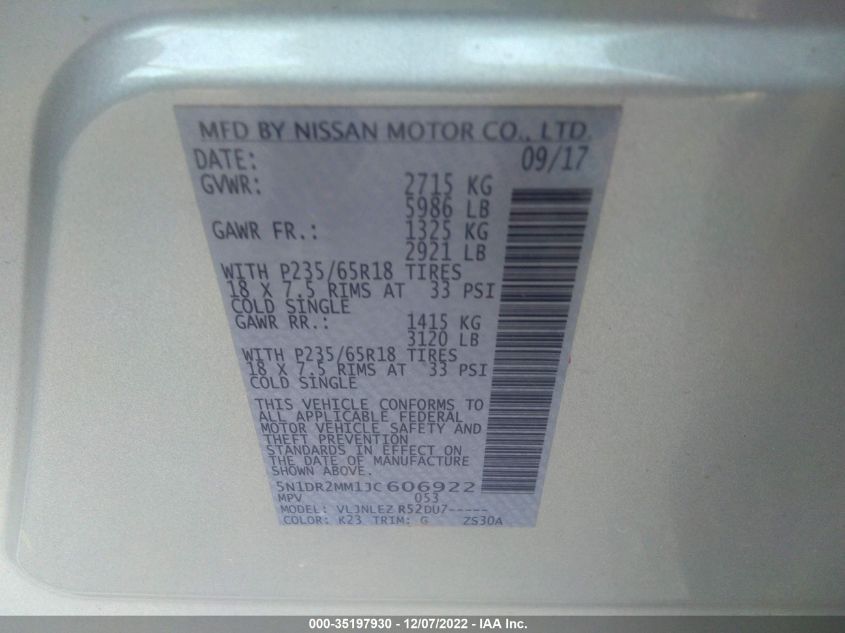 MFD BY NISSAN MOTOR CO., LTD.
DATE: 09/17
GVWR: 2715 KG
5986 LB
GAWR FR.: 1325 KG
2921 LB
WITH P235/65R18 TIRES
18 X 7.5 RIMS AT 33 PSI
COLD SINGLE
GAWR RR.: 1415 KG
3120 LB
WITH P235/65R18 TIRES
18 X 7.5 RIMS AT 33 PSI
COLD SINGLE
THIS VEHICLE CONFORMS TO
ALL APPLICABLE FEDERAL
MOTOR VEHICLE SAFETY AND
THEFT PREVENTION
STANDARDS IN EFFECT ON
THE DATE OF MANUFACTURE
SHOWN ABOVE.
5N1DR2MM1JC606922
MPV 053
MODEL: VLJNLEZ R52DU7-----
COLOR: K23 TRIM: G ZS30A
000-35197930 - 12/07/2022 - IAA Inc.